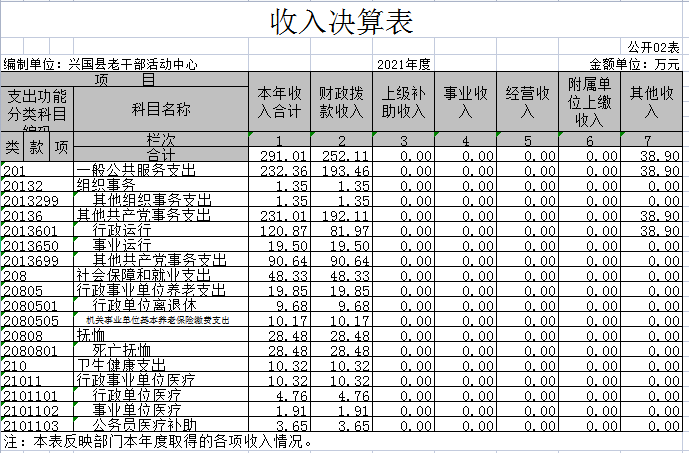 收入决算表
公开02表
编制单位：兴国县老干部活动中心 2021年度 金额单位：万元
项 目 本年收入合计 财政拨款收入 上级补助收入 事业收入 经营收入 附属单位上缴收入 其他收入
支出功能分类科目编码 科目名称
类 款 项 栏次 1 2 3 4 5 6 7
合计 291.01 252.11 0.00 0.00 0.00 0.00 38.90
201 一般公共服务支出 232.36 193.46 0.00 0.00 0.00 0.00 38.90
20132 组织事务 1.35 1.35 0.00 0.00 0.00 0.00 0.00
2013299 其他组织事务支出 1.35 1.35 0.00 0.00 0.00 0.00 0.00
20136 其他共产党事务支出 231.01 192.11 0.00 0.00 0.00 0.00 38.90
2013601 行政运行 120.87 81.97 0.00 0.00 0.00 0.00 38.90
2013650 事业运行 19.50 19.50 0.00 0.00 0.00 0.00 0.00
2013699 其他共产党事务支出 90.64 90.64 0.00 0.00 0.00 0.00 0.00
208 社会保障和就业支出 48.33 48.33 0.00 0.00 0.00 0.00 0.00
20805 行政事业单位养老支出 19.85 19.85 0.00 0.00 0.00 0.00 0.00
2080501 行政单位离退休 9.68 9.68 0.00 0.00 0.00 0.00 0.00
2080505 机关事业单位基本养老保险缴费支出 10.17 10.17 0.00 0.00 0.00 0.00 0.00
20808 抚恤 28.48 28.48 0.00 0.00 0.00 0.00 0.00
2080801 死亡抚恤 28.48 28.48 0.00 0.00 0.00 0.00 0.00
210 卫生健康支出 10.32 10.32 0.00 0.00 0.00 0.00 0.00
21011 行政事业单位医疗 10.32 10.32 0.00 0.00 0.00 0.00 0.00
2101101 行政单位医疗 4.76 4.76 0.00 0.00 0.00 0.00 0.00
2101102 事业单位医疗 1.91 1.91 0.00 0.00 0.00 0.00 0.00
2101103 公务员医疗补助 3.65 3.65 0.00 0.00 0.00 0.00 0.00
注：本表反映部门本年度取得的各项收入情况。